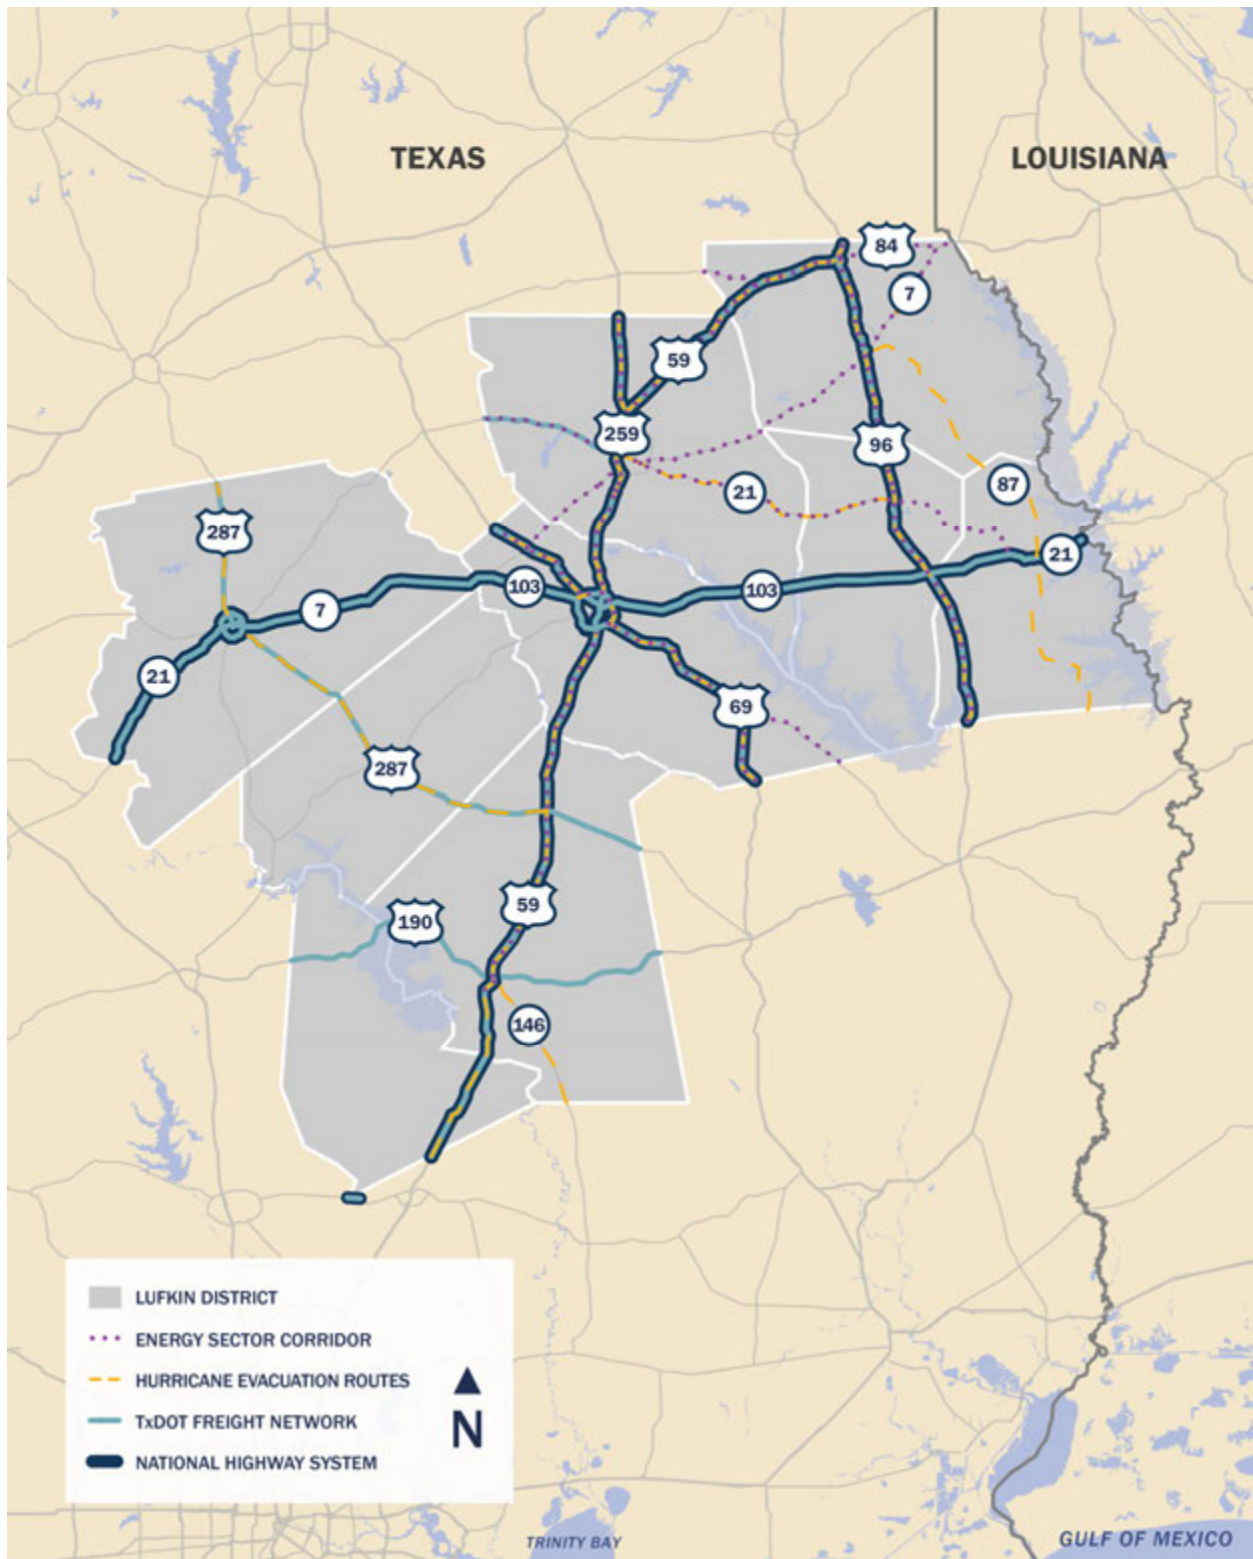 TEXAS
LOUISIANA
84
7
59
259
96
21
87
287
21
103
103
7
21
69
287
59
190
146
LUFKIN DISTRICT
ENERGY SECTOR CORRIDOR
HURRICANE EVACUATION ROUTES
TxDOT FREIGHT NETWORK
NATIONAL HIGHWAY SYSTEM
N
TRINITY BAY
GULF OF MEXICO